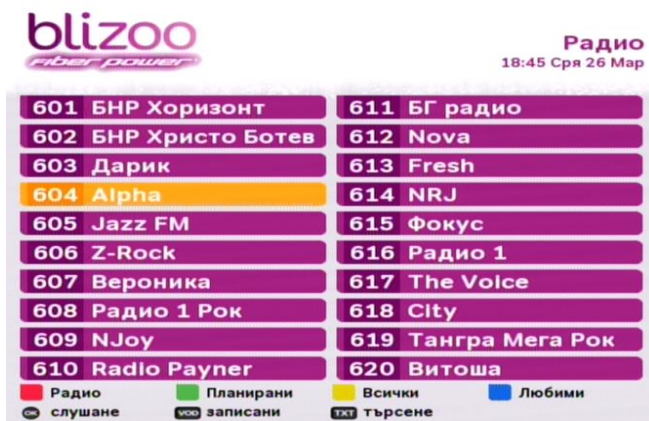 blizoo
Fiber power
Радио
18:45 Сря 26 Мар
601 БНР Хоризонт
602 БНР Христо Ботев
603 Дарик
604 Alpha
605 Jazz FM
606 Z-Rock
607 Вероника
608 Радио 1 Рок
609 NJoy
610 Radio Payner
611 БГ радио
612 Nova
613 Fresh
614 NRJ
615 Фокус
616 Радио 1
617 The Voice
618 City
619 Тангра Мега Рок
620 Витоша
Радио Планирани Всички Любими
OK слушане VOD записани TXT търсене